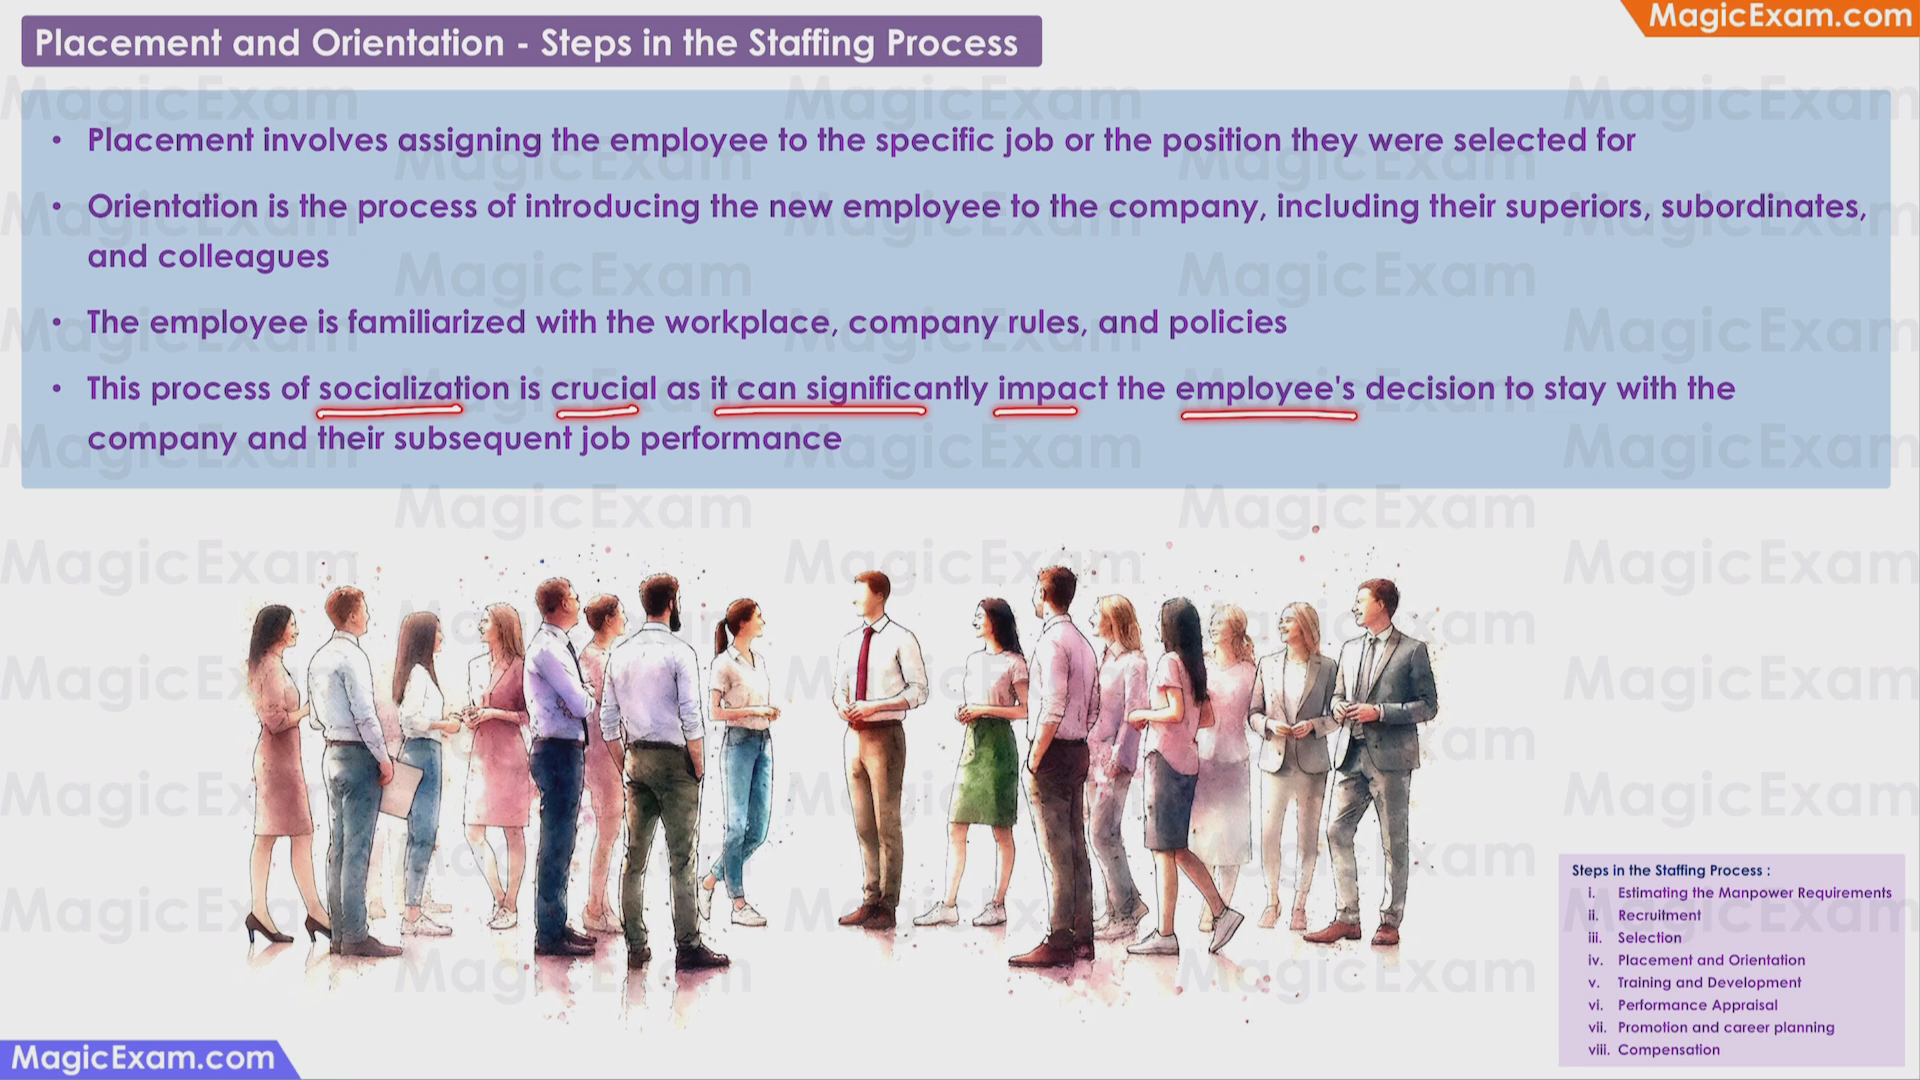 Placement and Orientation - Steps in the Staffing Process
MagicExam.com
• Placement involves assigning the employee to the specific job or the position they were selected for
• Orientation is the process of introducing the new employee to the company, including their superiors, subordinates,
and colleagues
• The employee is familiarized with the workplace, company rules, and policies
• This process of socialization is crucial as it can significantly impact the employee's decision to stay with the
company and their subsequent job performance
Steps in the Staffing Process :
i. Estimating the Manpower Requirements
ii. Recruitment
iii. Selection
iv. Placement and Orientation
v. Training and Development
vi. Performance Appraisal
vii. Promotion and career planning
viii. Compensation
MagicExam.com